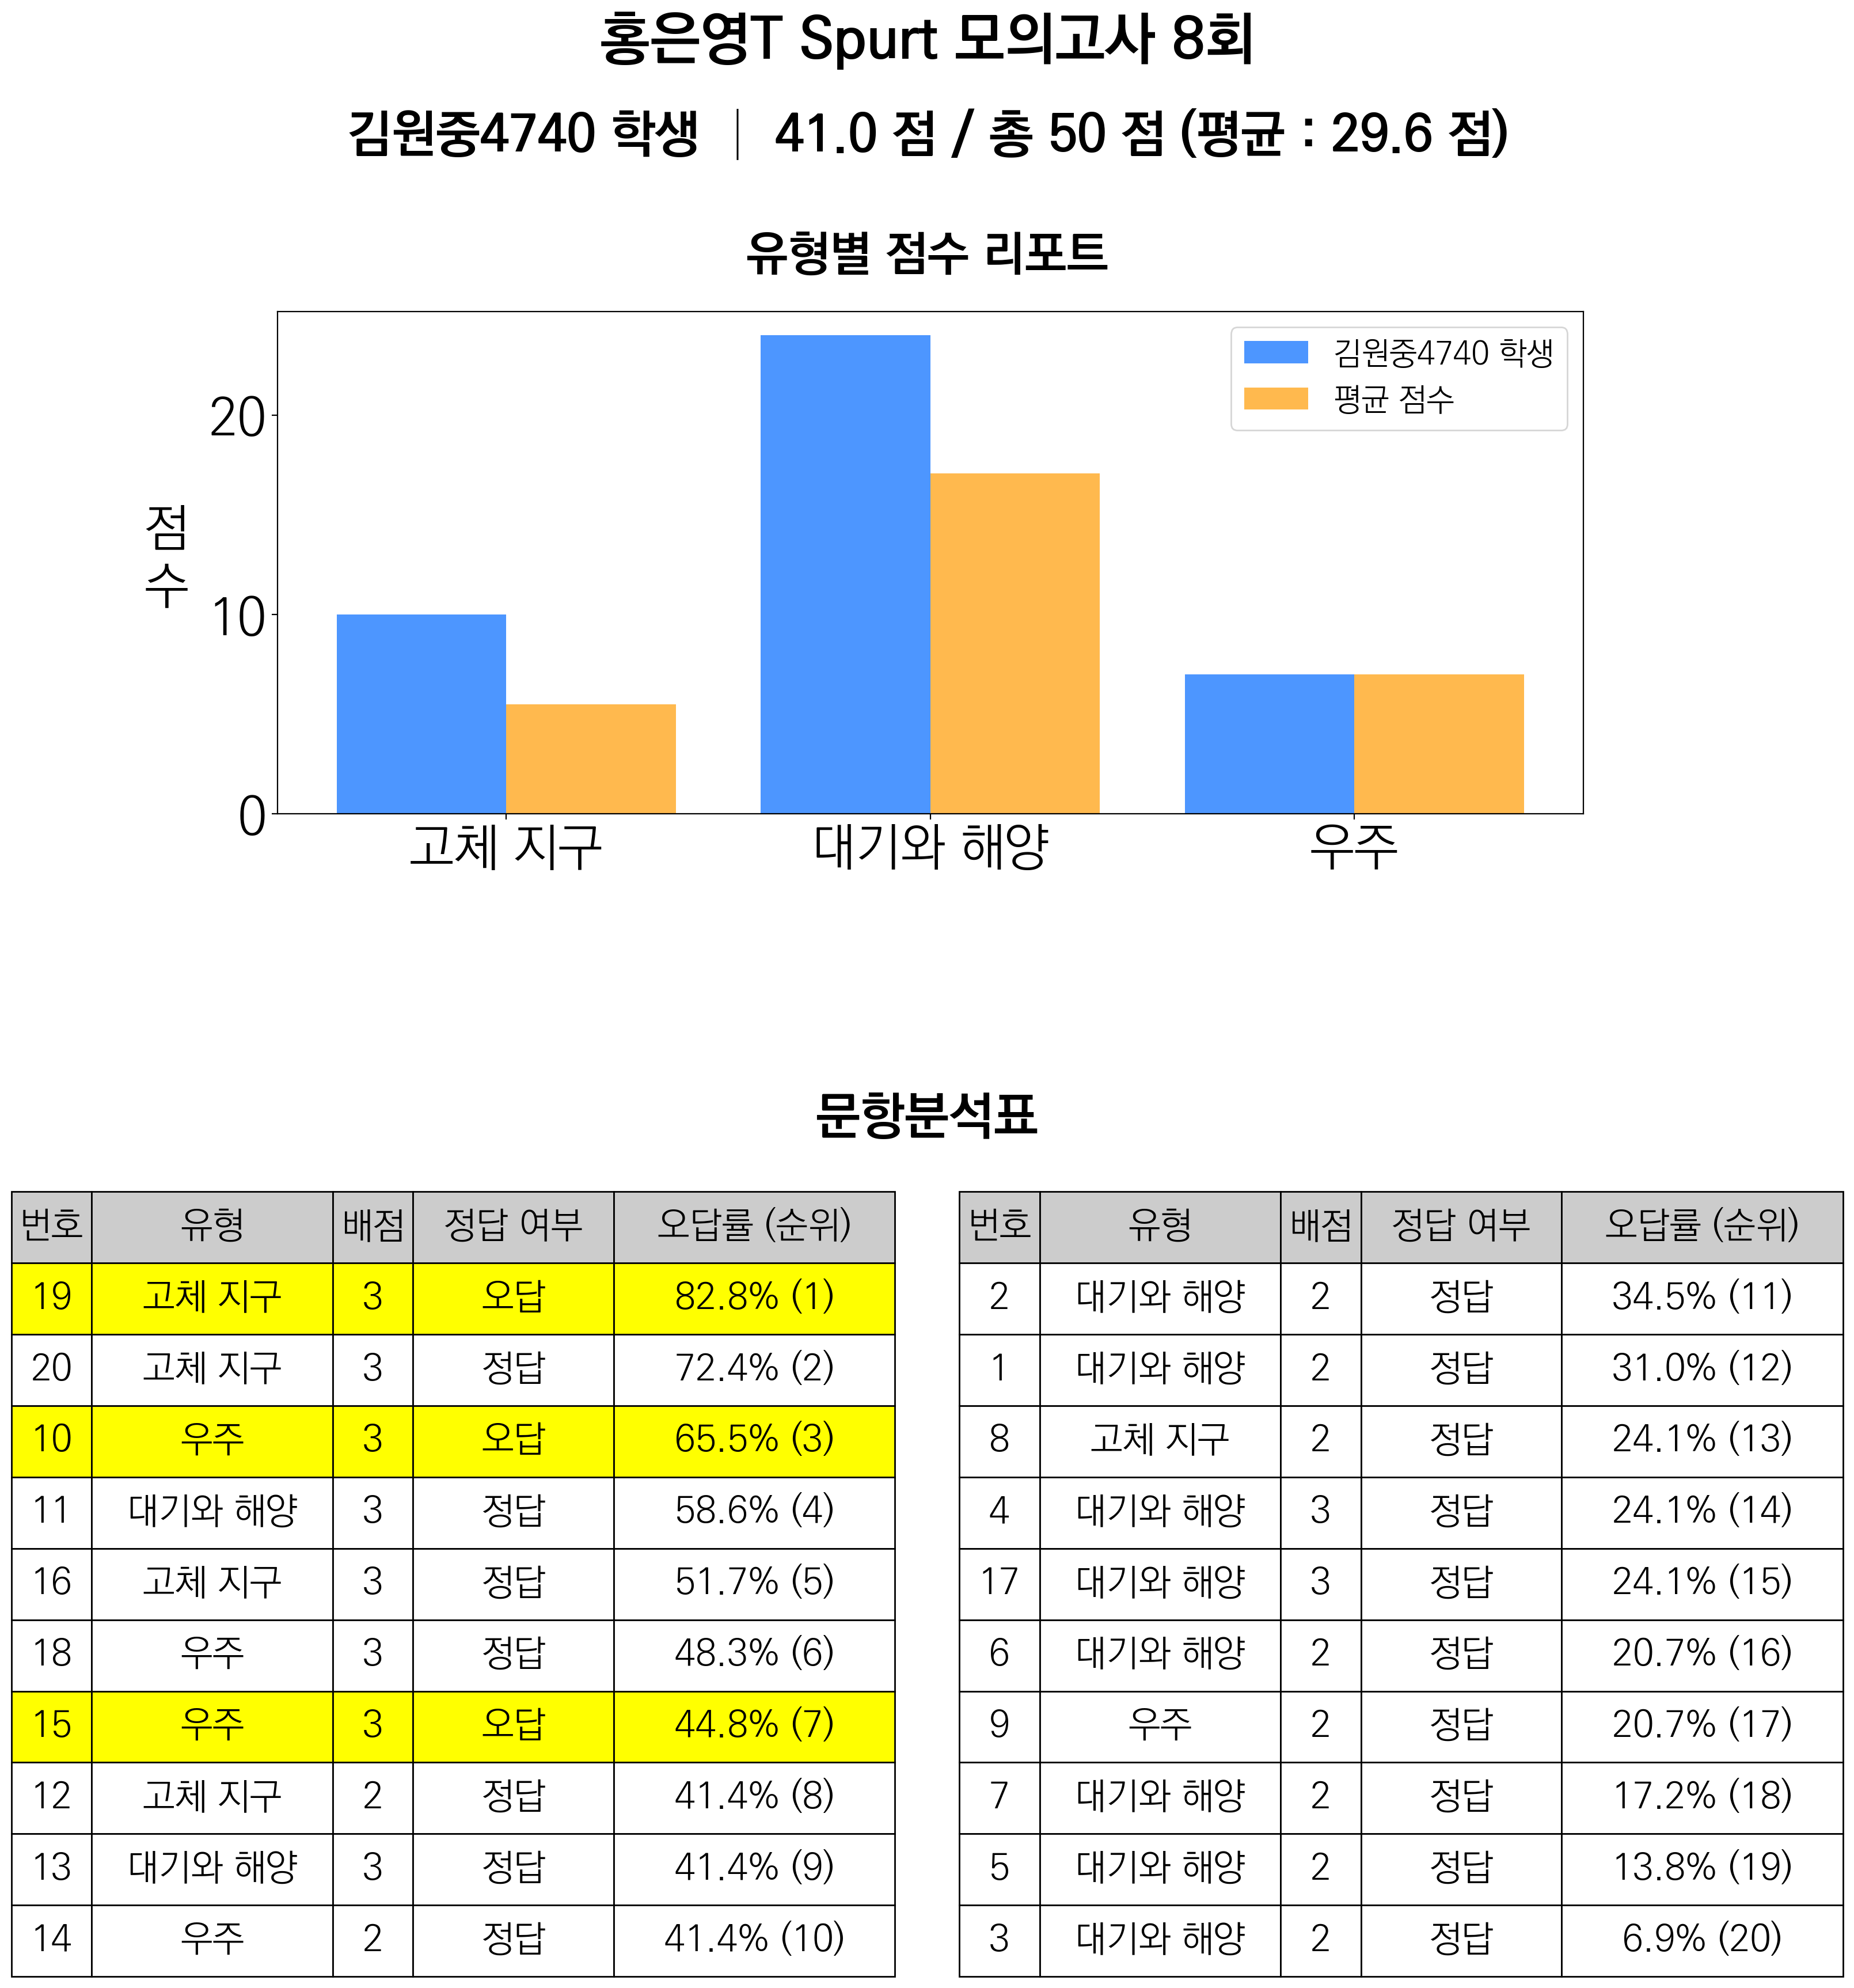 홍은영T Spurt 모의고사 8회
김원중4740 학생 │ 41.0 점 / 총 50 점 (평균 : 29.6 점)
유형별 점수 리포트
김원중4740 학생
평균 점수
점
수
20
10
0
고체 지구 대기와 해양 우주
문항분석표
번호 유형 배점 정답 여부 오답률 (순위)
19 고체 지구 3 오답 82.8% (1)
20 고체 지구 3 정답 72.4% (2)
10 우주 3 오답 65.5% (3)
11 대기와 해양 3 정답 58.6% (4)
16 고체 지구 3 정답 51.7% (5)
18 우주 3 정답 48.3% (6)
15 우주 3 오답 44.8% (7)
12 고체 지구 2 정답 41.4% (8)
13 대기와 해양 3 정답 41.4% (9)
14 우주 2 정답 41.4% (10)
번호 유형 배점 정답 여부 오답률 (순위)
2 대기와 해양 2 정답 34.5% (11)
1 대기와 해양 2 정답 31.0% (12)
8 고체 지구 2 정답 24.1% (13)
4 대기와 해양 3 정답 24.1% (14)
17 대기와 해양 3 정답 24.1% (15)
6 대기와 해양 2 정답 20.7% (16)
9 우주 2 정답 20.7% (17)
7 대기와 해양 2 정답 17.2% (18)
5 대기와 해양 2 정답 13.8% (19)
3 대기와 해양 2 정답 6.9% (20)